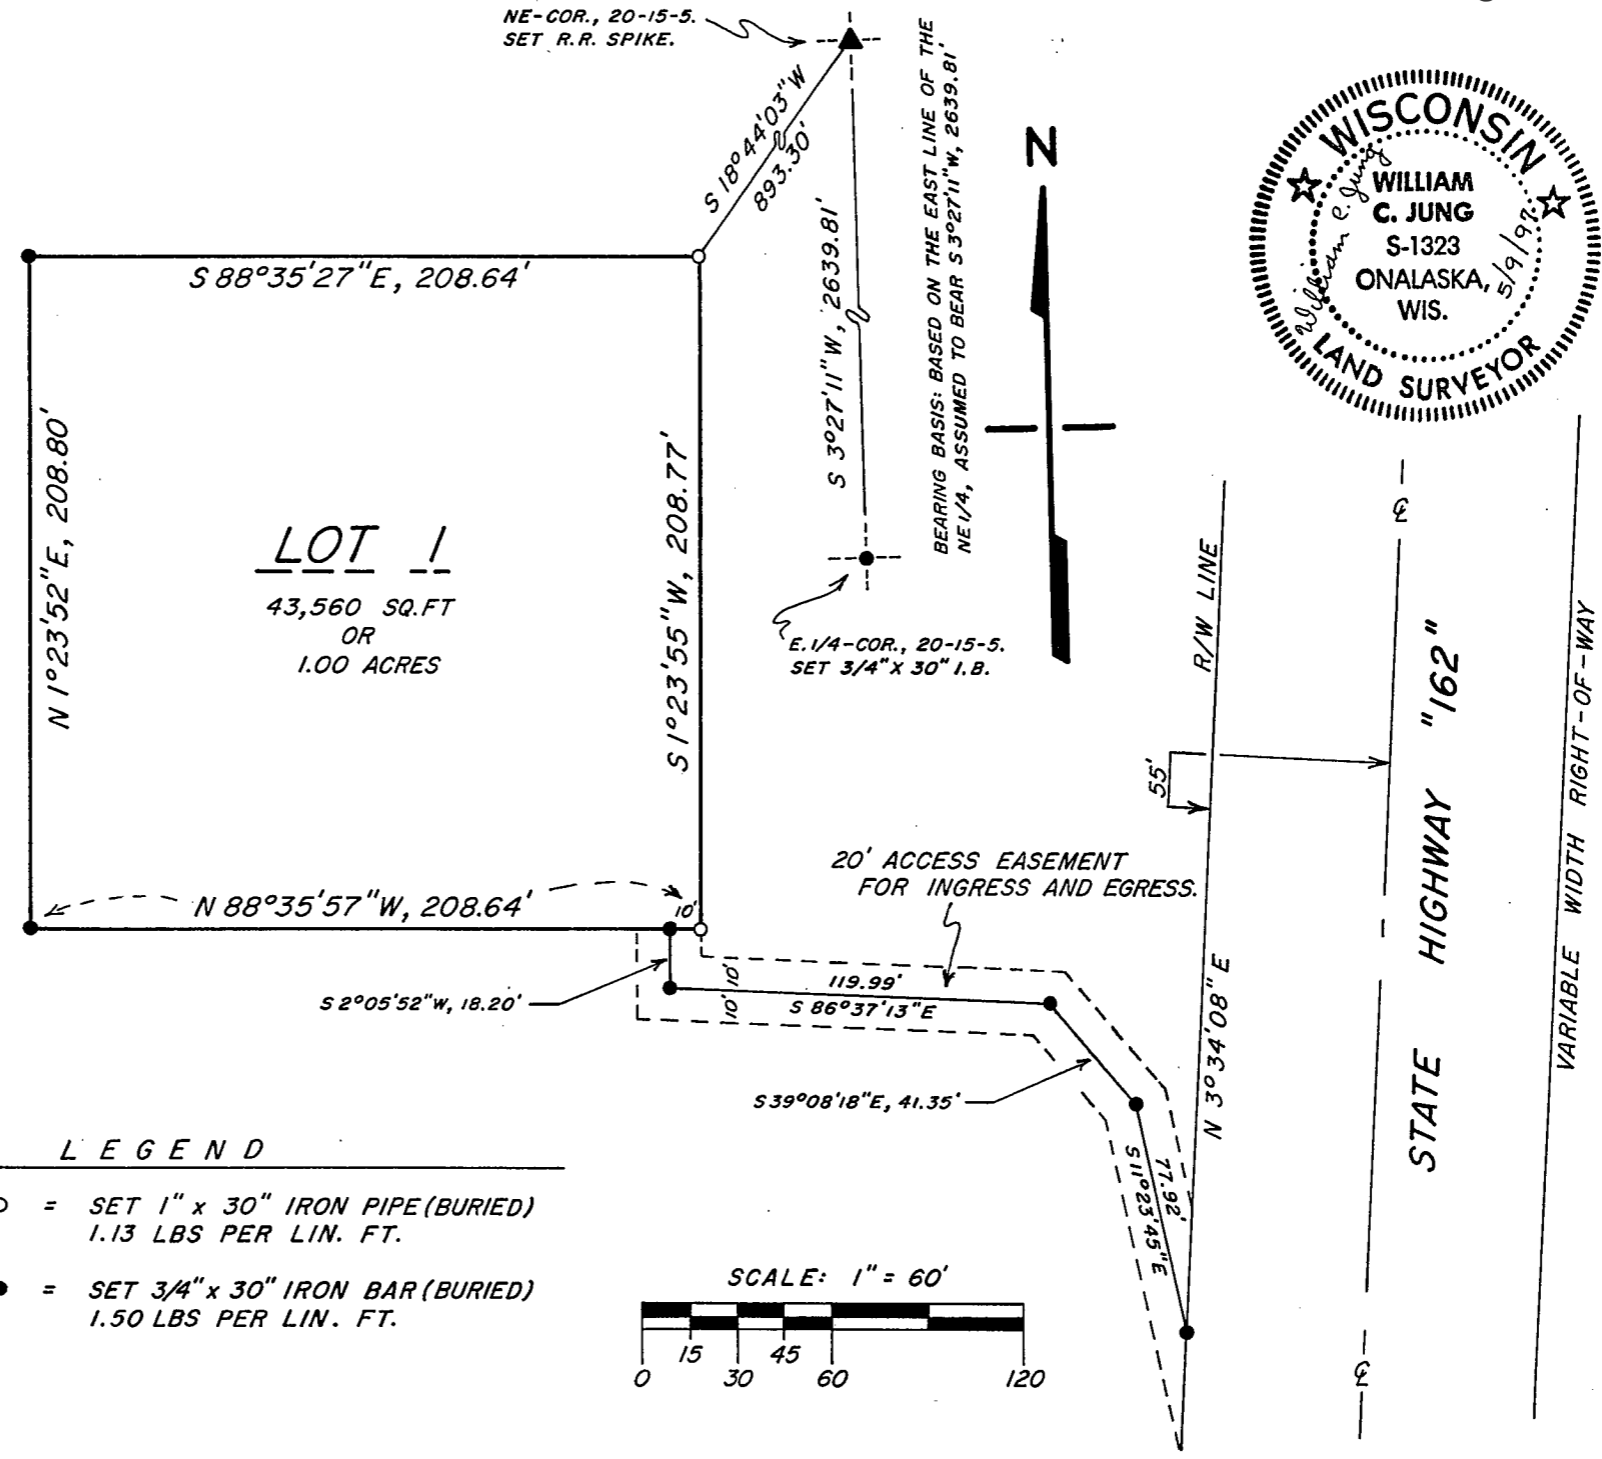 NE-COR., 20-15-5.
SET R.R. SPIKE.
S 18°44'03"W
893.30'
S 3°27'11"W, 2639.81'
BEARING BASIS: BASED ON THE EAST LINE OF THE
NE 1/4, ASSUMED TO BEAR S 3°27'11"W, 2639.81'
N
WISCONSIN
WILLIAM
C. JUNG
S-1323
ONALASKA,
WIS.
LAND SURVEYOR
William C. Jung
5/9/97
S 88°35'27"E, 208.64'
N 1°23'52"E, 208.80'
LOT 1
43,560 SQ.FT
OR
1.00 ACRES
S 1°23'55"W, 208.77'
E.1/4-COR., 20-15-5.
SET 3/4"X 30" I.B.
R/W LINE
55'
STATE HIGHWAY "162"
VARIABLE WIDTH RIGHT-OF-WAY
20' ACCESS EASEMENT
FOR INGRESS AND EGRESS.
N 88°35'57"W, 208.64'
10'
S 2°05'52"W, 18.20'
10'
10'
119.99'
S 86°37'13"E
N 3°34'08"E
S39°08'18"E, 41.35'
77.92'
S 11°23'45"E
LEGEND
= SET 1" x 30" IRON PIPE (BURIED)
1.13 LBS PER LIN. FT.
= SET 3/4" x 30" IRON BAR (BURIED)
1.50 LBS PER LIN. FT.
SCALE: 1" = 60'
15 45
0 30 60 120